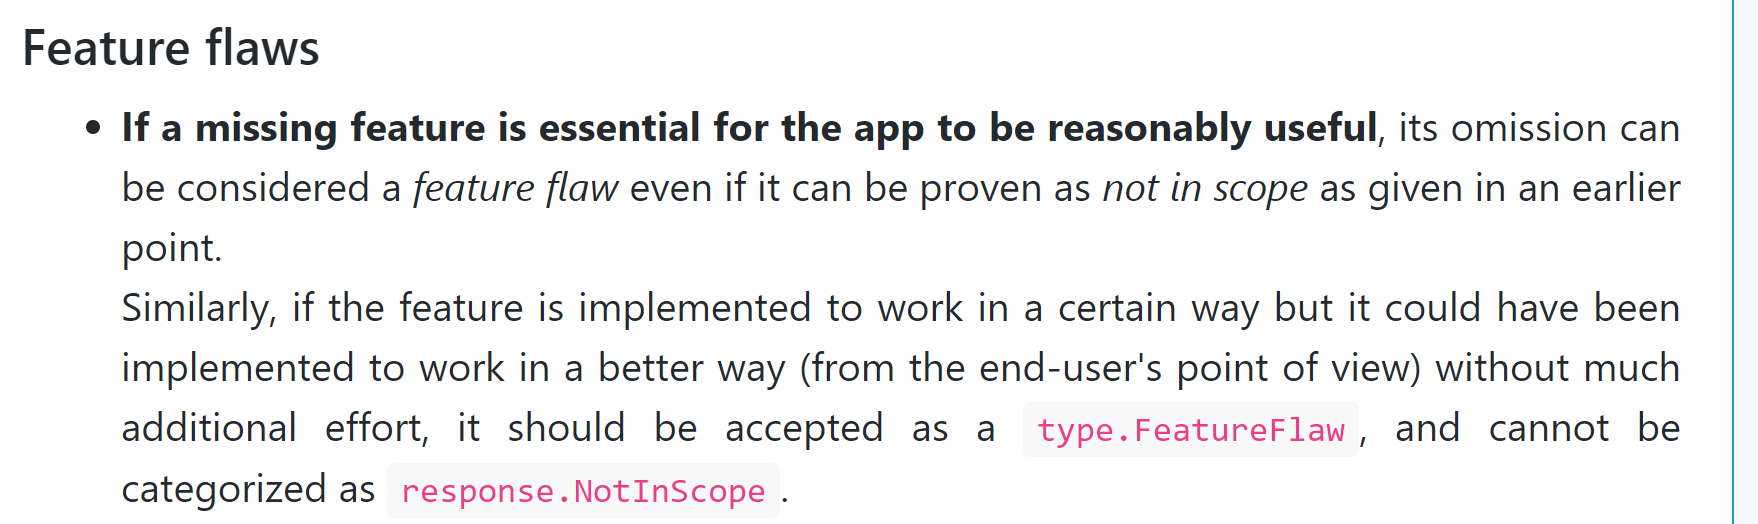 Feature flaws
• If a missing feature is essential for the app to be reasonably useful, its omission can
be considered a feature flaw even if it can be proven as not in scope as given in an earlier
point.
Similarly, if the feature is implemented to work in a certain way but it could have been
implemented to work in a better way (from the end-user's point of view) without much
additional effort, it should be accepted as a type.FeatureFlaw, and cannot be
categorized as response.NotInScope.